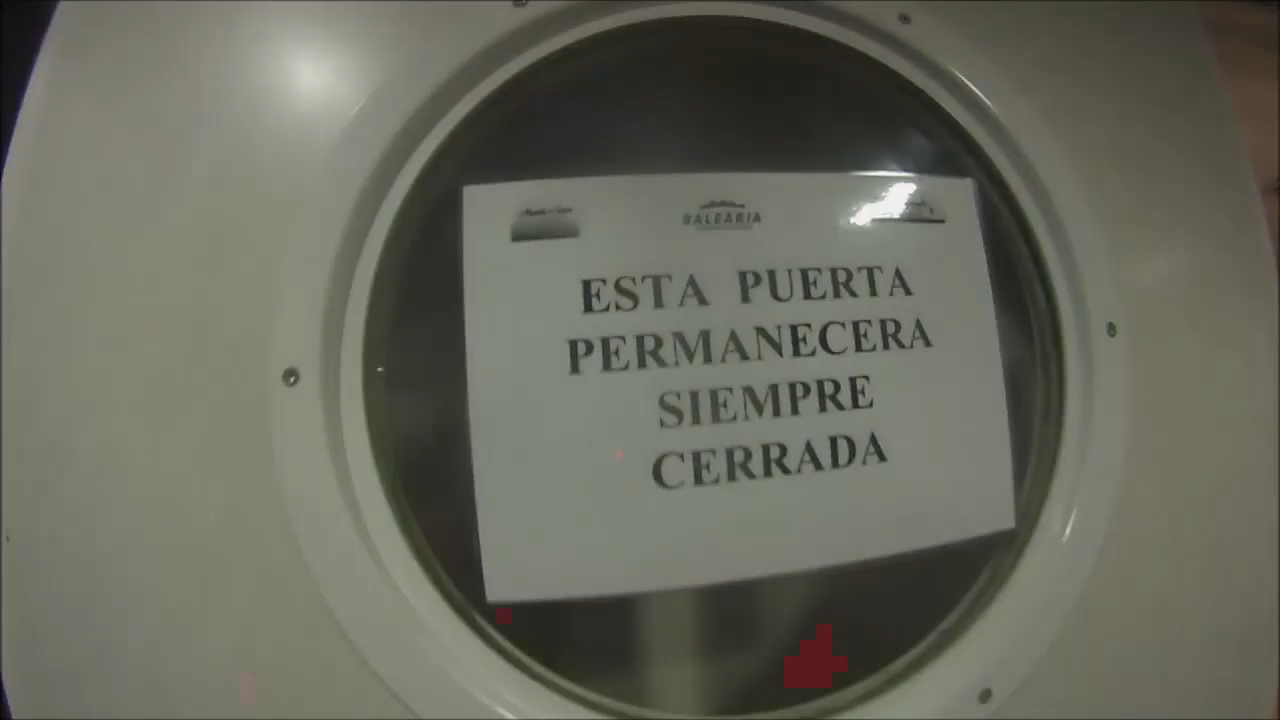 BALEARIA
ESTA PUERTA
PERMANECERA
SIEMPRE
CERRADA